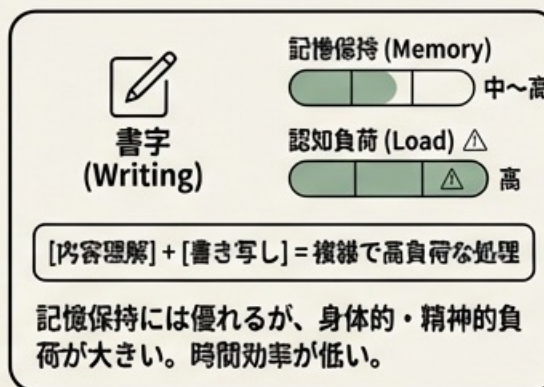 書字
(Writing)
記憶保持 (Memory)
中～高
認知負荷 (Load)
高
[内容理解] + [書き写し] = 複雑で高負荷な処理
記憶保持には優れるが、身体的・精神的負
荷が大きい。時間効率が低い。